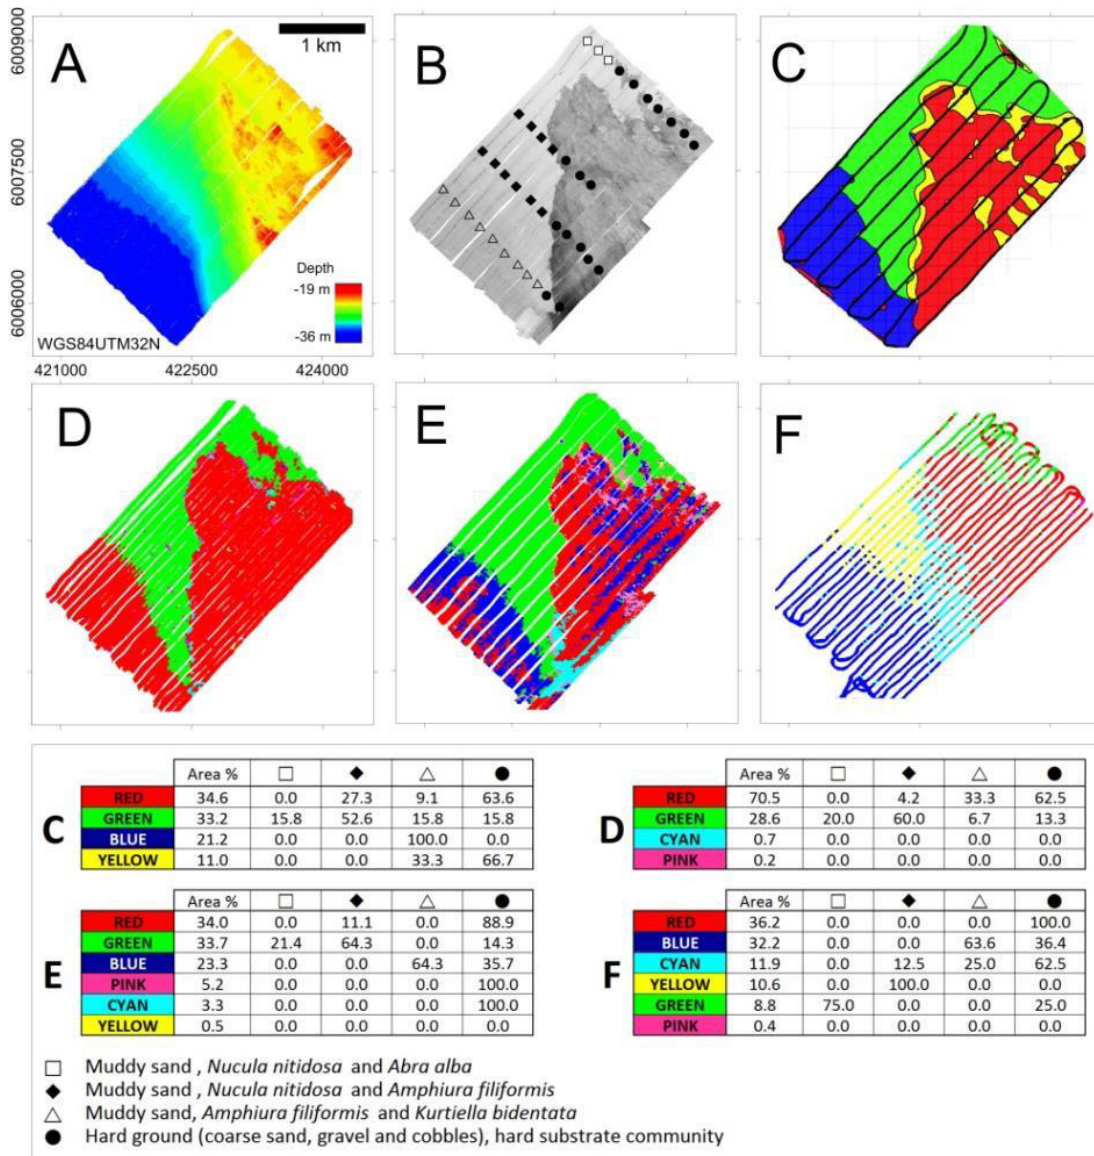 6009000
6007500
6006000
A
1 km
Depth
-19 m
-36 m
WGS84UTM32N
421000 422500 424000
B
C
D
E
F
C
Area % □ ◆ △ ●
RED 34.6 0.0 27.3 9.1 63.6
GREEN 33.2 15.8 52.6 15.8 15.8
BLUE 21.2 0.0 0.0 100.0 0.0
YELLOW 11.0 0.0 0.0 33.3 66.7
D
Area % □ ◆ △ ●
RED 70.5 0.0 4.2 33.3 62.5
GREEN 28.6 20.0 60.0 6.7 13.3
CYAN 0.7 0.0 0.0 0.0 0.0
PINK 0.2 0.0 0.0 0.0 0.0
E
Area % □ ◆ △ ●
RED 34.0 0.0 11.1 0.0 88.9
GREEN 33.7 21.4 64.3 0.0 14.3
BLUE 23.3 0.0 0.0 64.3 35.7
PINK 5.2 0.0 0.0 0.0 100.0
CYAN 3.3 0.0 0.0 0.0 100.0
YELLOW 0.5 0.0 0.0 0.0 0.0
F
Area % □ ◆ △ ●
RED 36.2 0.0 0.0 0.0 100.0
BLUE 32.2 0.0 0.0 63.6 36.4
CYAN 11.9 0.0 12.5 25.0 62.5
YELLOW 10.6 0.0 100.0 0.0 0.0
GREEN 8.8 75.0 0.0 0.0 25.0
PINK 0.4 0.0 0.0 0.0 0.0
□ Muddy sand , Nucula nitidosa and Abra alba
◆ Muddy sand , Nucula nitidosa and Amphiura filiformis
△ Muddy sand, Amphiura filiformis and Kurtiella bidentata
● Hard ground (coarse sand, gravel and cobbles), hard substrate community